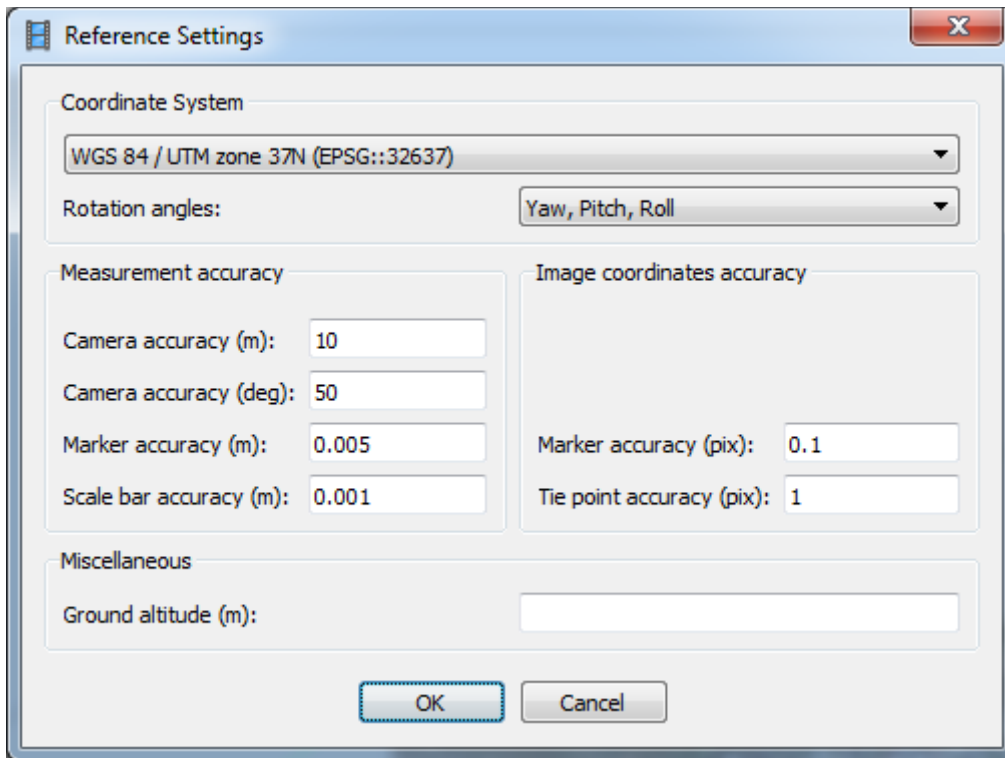 Reference Settings
Coordinate System
WGS 84 / UTM zone 37N (EPSG::32637)
Rotation angles: Yaw, Pitch, Roll
Measurement accuracy
Camera accuracy (m): 10
Camera accuracy (deg): 50
Marker accuracy (m): 0.005
Scale bar accuracy (m): 0.001
Image coordinates accuracy
Marker accuracy (pix): 0.1
Tie point accuracy (pix): 1
Miscellaneous
Ground altitude (m):
OK Cancel